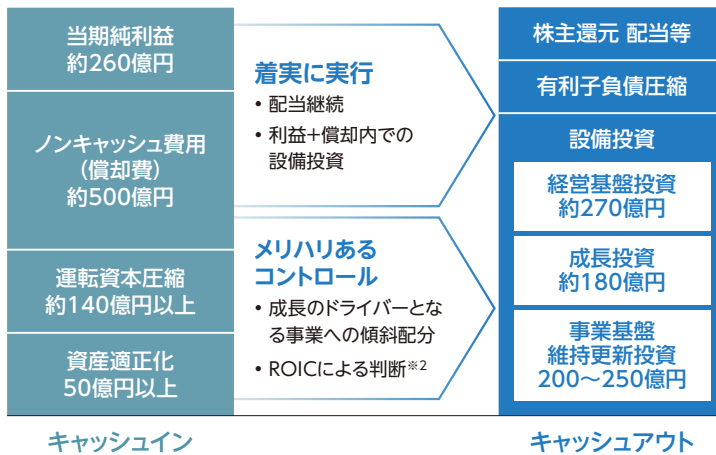 当期純利益
約260億円
ノンキャッシュ費用
(償却費)
約500億円
運転資本圧縮
約140億円以上
資産適正化
50億円以上
キャッシュイン
着実に実行
• 配当継続
• 利益+償却内での
設備投資
メリハリある
コントロール
• 成長のドライバーとな
る事業への傾斜配分
• ROICによる判断※2
株主還元 配当等
有利子負債圧縮
設備投資
経営基盤投資
約270億円
成長投資
約180億円
事業基盤
維持更新投資
200〜250億円
キャッシュアウト